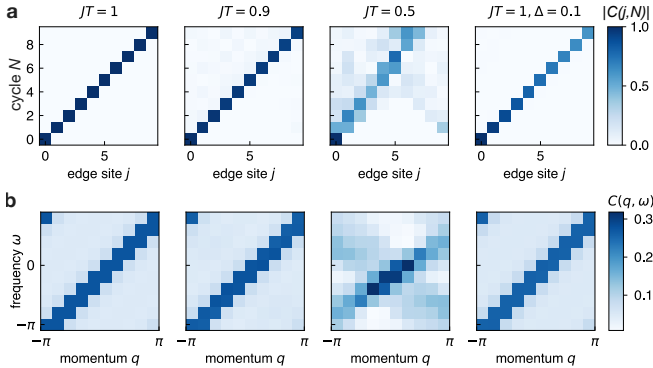 a
JT = 1
JT = 0.9
JT = 0.5
JT = 1, Δ = 0.1
|C(j,N)|
cycle N
8
6
4
2
0
0
5
0
5
0
5
0
5
edge site j
edge site j
edge site j
edge site j
1.0
0.5
0.0
b
C(q, ω)
frequency ω
0
−π
−π
π
−π
π
−π
π
−π
π
momentum q
momentum q
momentum q
momentum q
0.3
0.2
0.1